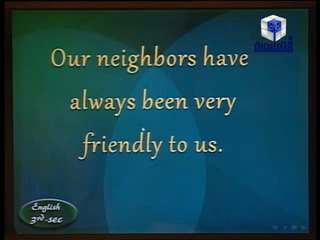 Our neighbors have
always been very
friendly to us.
English
3rd-sec